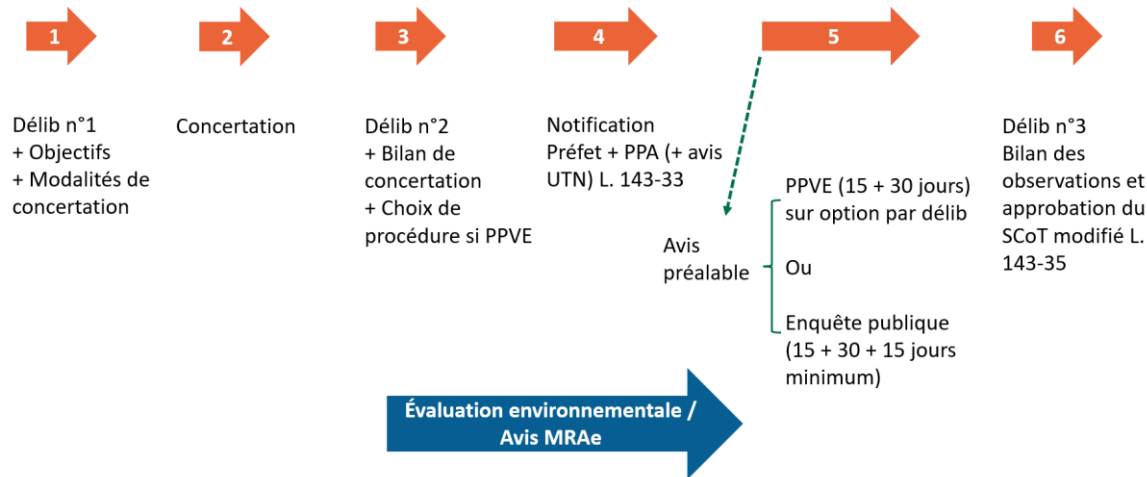 1
2
3
4
5
6
Délib n°1
+ Objectifs
+ Modalités de
concertation
Concertation
Délib n°2
+ Bilan de
concertation
+ Choix de
procédure si PPVE
Notification
Préfet + PPA (+ avis
UTN) L. 143-33
Avis
préalable
PPVE (15 + 30 jours)
sur option par délib
Ou
Enquête publique
(15 + 30 + 15 jours
minimum)
Délib n°3
Bilan des
observations et
approbation du
SCoT modifié L.
143-35
Évaluation environnementale /
Avis MRAe